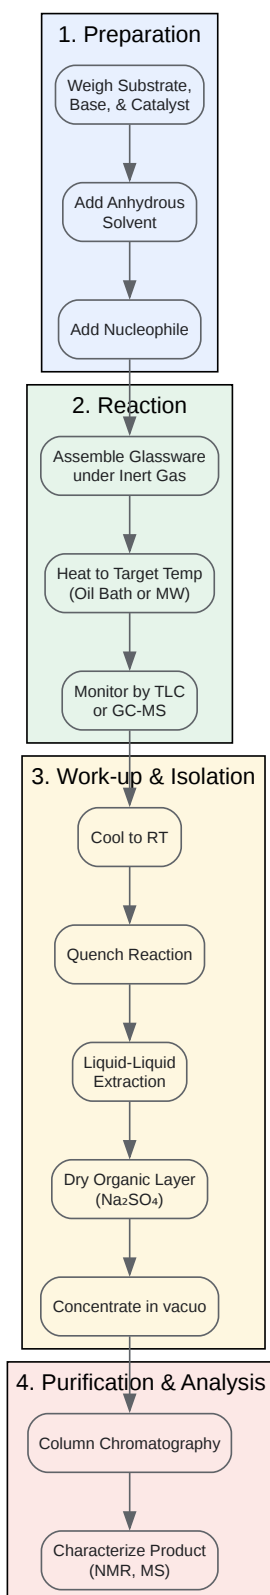 1. Preparation
Weigh Substrate,
Base, & Catalyst
Add Anhydrous
Solvent
Add Nucleophile
2. Reaction
Assemble Glassware
under Inert Gas
Heat to Target Temp
(Oil Bath or MW)
Monitor by TLC
or GC-MS
3. Work-up & Isolation
Cool to RT
Quench Reaction
Liquid-Liquid
Extraction
Dry Organic Layer
(Na₂SO₄)
Concentrate in vacuo
4. Purification & Analysis
Column Chromatography
Characterize Product
(NMR, MS)